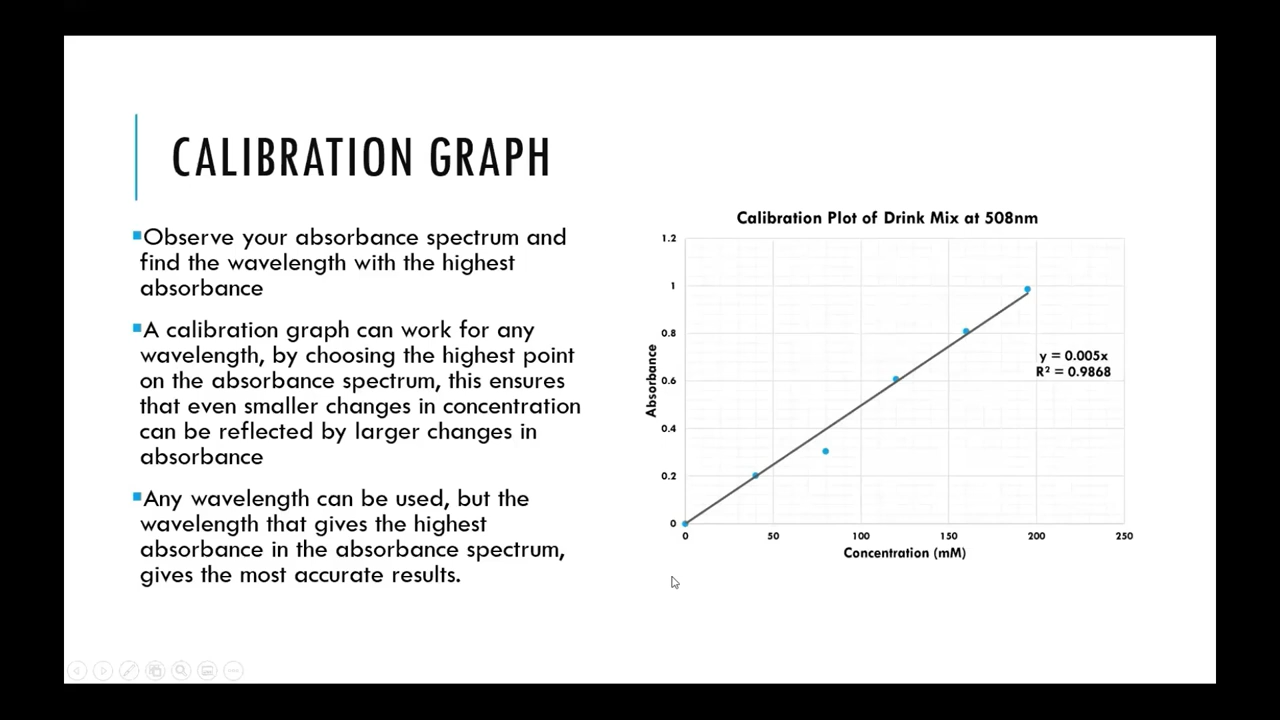 CALIBRATION GRAPH
▪Observe your absorbance spectrum and
find the wavelength with the highest
absorbance
▪A calibration graph can work for any
wavelength, by choosing the highest point
on the absorbance spectrum, this ensures
that even smaller changes in concentration
can be reflected by larger changes in
absorbance
▪Any wavelength can be used, but the
wavelength that gives the highest
absorbance in the absorbance spectrum,
gives the most accurate results.
Calibration Plot of Drink Mix at 508nm
1.2
1
0.8
0.6
0.4
0.2
0
Absorbance
y = 0.005x
R² = 0.9868
0 50 100 150 200 250
Concentration (mM)